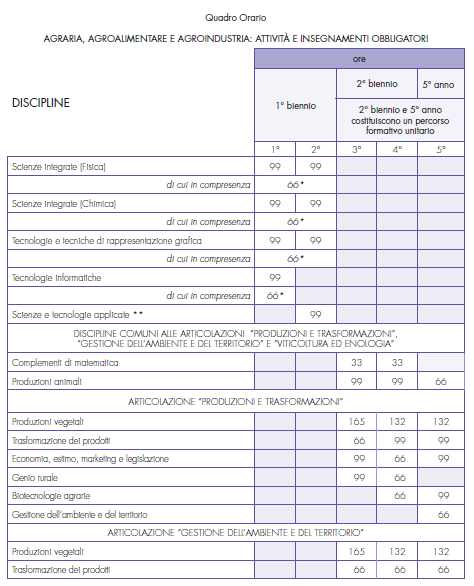 Quadro Orario
AGRARIA, AGROALIMENTARE E AGROINDUSTRIA: ATTIVITÀ E INSEGNAMENTI OBBLIGATORI
DISCIPLINE
ore
1° biennio
2° biennio
5° anno
2° biennio e 5° anno
costituiscono un percorso
formativo unitario
1° 2° 3° 4° 5°
Scienze integrate (Fisica) 99 99
di cui in compresenza 66*
Scienze integrate (Chimica) 99 99
di cui in compresenza 66*
Tecnologie e tecniche di rappresentazione grafica 99 99
di cui in compresenza 66*
Tecnologie informatiche 99
di cui in compresenza 66*
Scienze e tecnologie applicate ** 99
DISCIPLINE COMUNI ALLE ARTICOLAZIONI "PRODUZIONI E TRASFORMAZIONI",
"GESTIONE DELL'AMBIENTE E DEL TERRITORIO" E "VITICOLTURA ED ENOLOGIA"
Complementi di matematica 33 33
Produzioni animali 99 99 66
ARTICOLAZIONE "PRODUZIONI E TRASFORMAZIONI"
Produzioni vegetali 165 132 132
Trasformazione dei prodotti 66 99 99
Economia, estimo, marketing e legislazione 99 66 99
Genio rurale 99 66
Biotecnologie agrarie 66 99
Gestione dell'ambiente e del territorio 66
ARTICOLAZIONE "GESTIONE DELL'AMBIENTE E DEL TERRITORIO"
Produzioni vegetali 165 132 132
Trasformazione dei prodotti 66 66 66